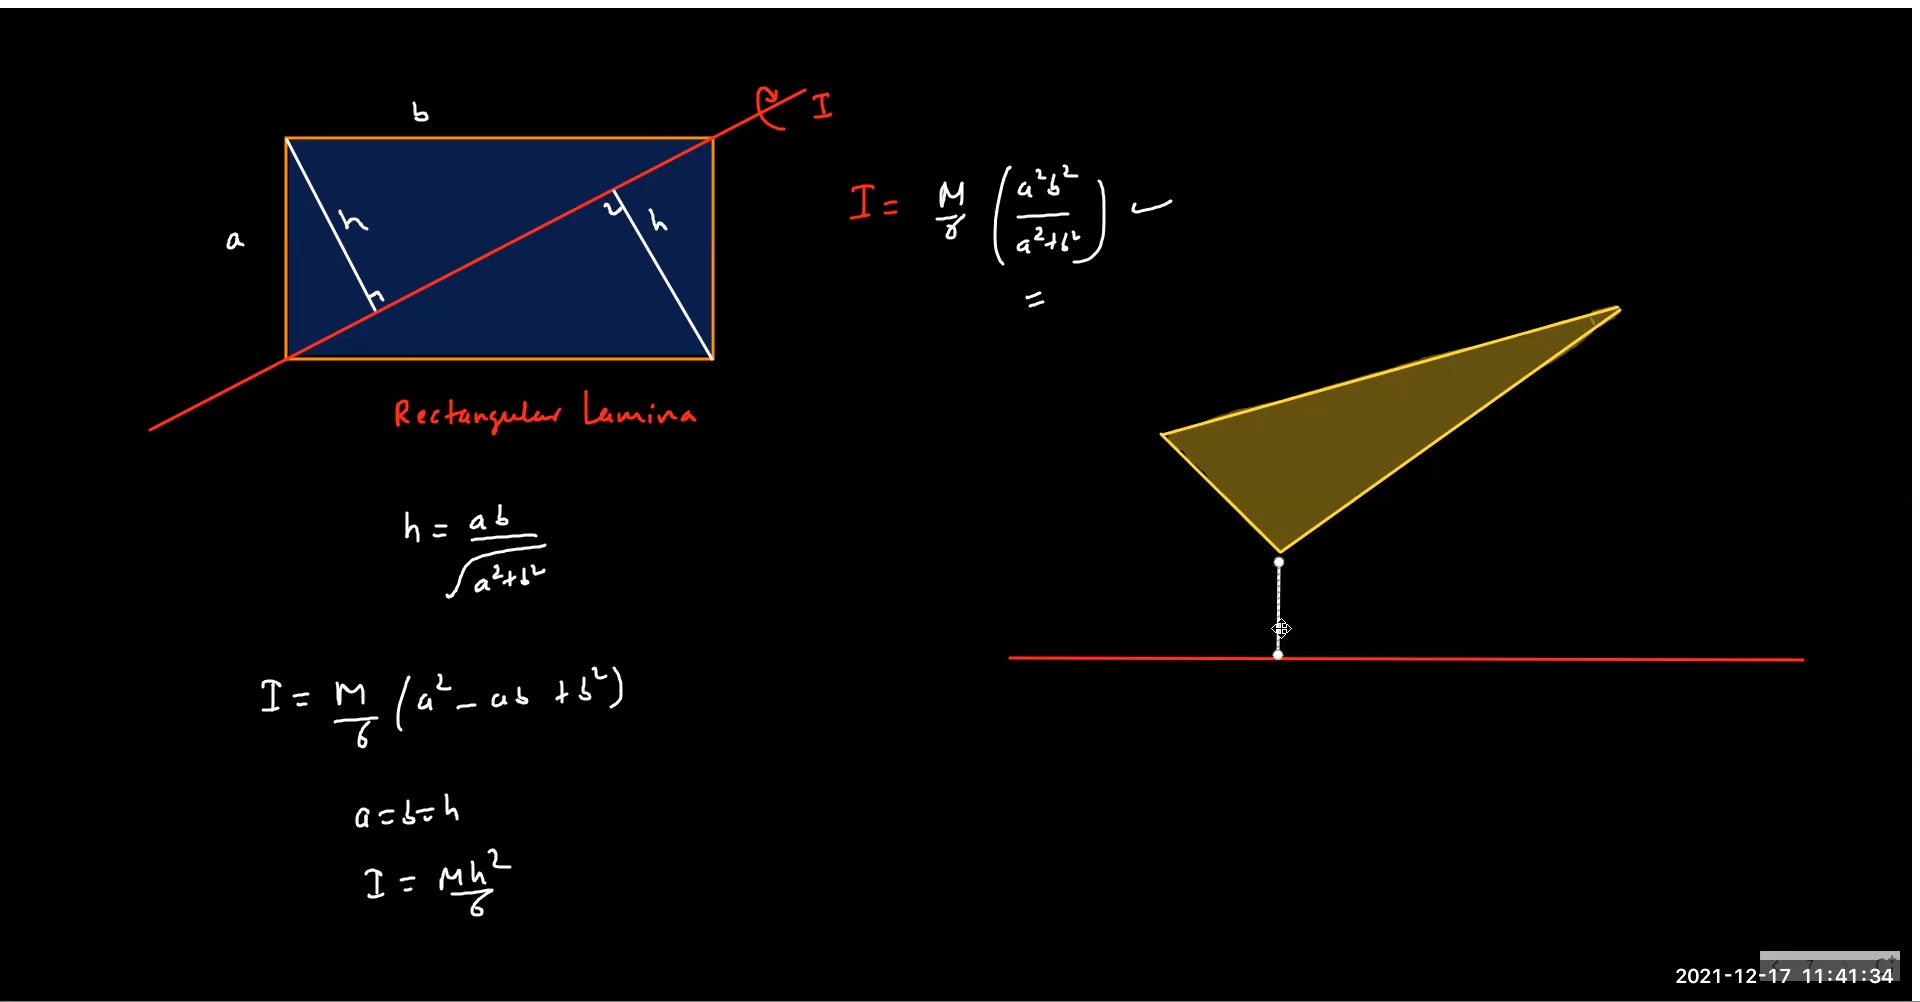 b
I
a
h
h
I = M/6 (a²b²/a²+b²)
=
Rectangular Lamina
h = ab/√a²+b²
I = M/6 (a² - ab + b²)
a=b=h
I = Mh²/6
2021-12-17 11:41:34